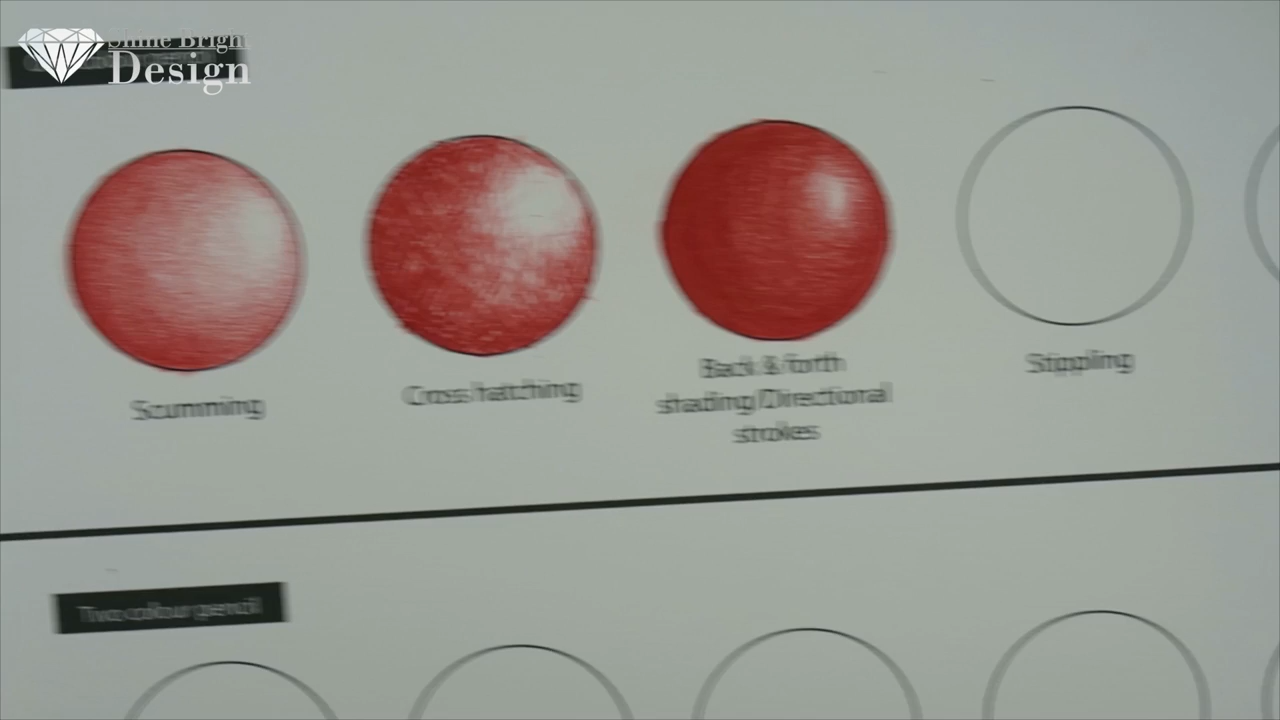 Shine Bright
Design
Scumming
Cross hatching
Back & forth
shading/Directional
strokes
Stippling
Two colour pencil